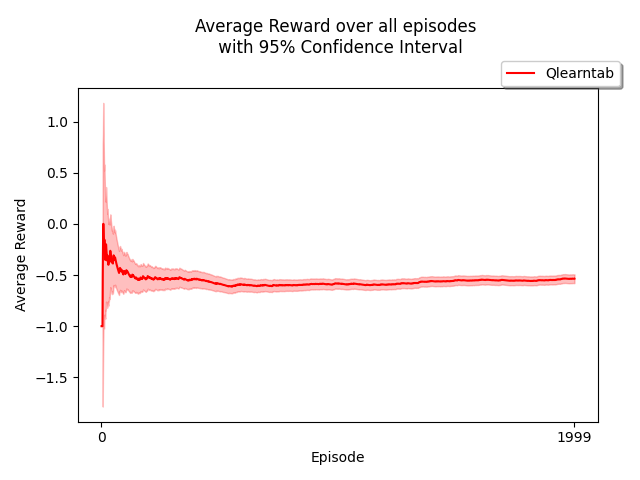 Average Reward over all episodes
with 95% Confidence Interval
Qlearntab
1.0
0.5
0.0
−0.5
−1.0
−1.5
Average Reward
0
1999
Episode